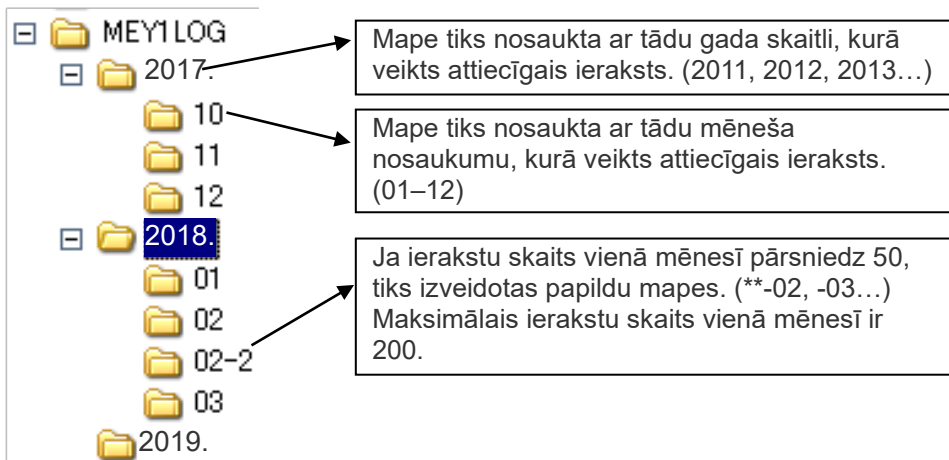 MEY1LOG
2017.
10
11
12
2018.
01
02
02-2
03
2019.
Mape tiks nosaukta ar tādu gada skaitli, kurā
veikts attiecīgais ieraksts. (2011, 2012, 2013…)
Mape tiks nosaukta ar tādu mēneša
nosaukumu, kurā veikts attiecīgais ieraksts.
(01–12)
Ja ierakstu skaits vienā mēnesī pārsniedz 50,
tiks izveidotas papildu mapes. (**-02, -03…)
Maksimālais ierakstu skaits vienā mēnesī ir
200.